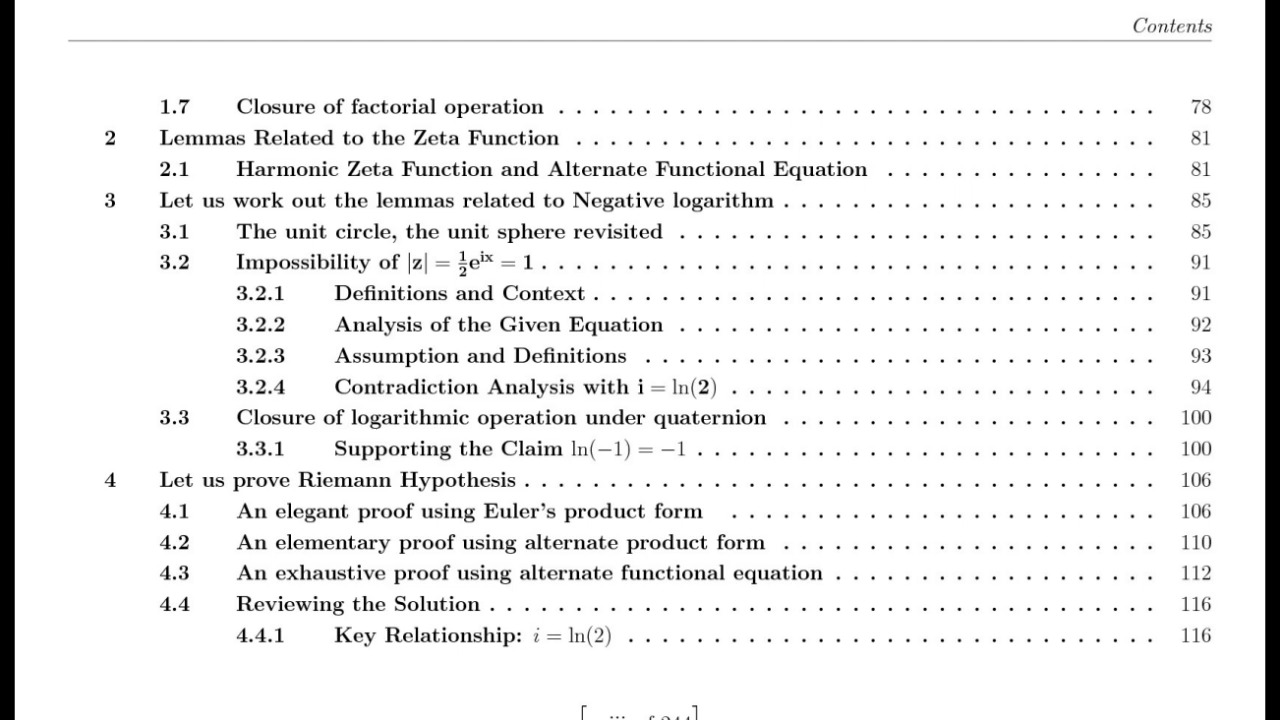 Contents
1.7 Closure of factorial operation . . . . . . . . . . . . . . . . . . . . . . . . . . . . . . . . . . . 78
2 Lemmas Related to the Zeta Function . . . . . . . . . . . . . . . . . . . . . . . . . . . . . . . . . . 81
2.1 Harmonic Zeta Function and Alternate Functional Equation . . . . . . . . . . . . . . . . 81
3 Let us work out the lemmas related to Negative logarithm . . . . . . . . . . . . . . . . . . . . . . 85
3.1 The unit circle, the unit sphere revisited . . . . . . . . . . . . . . . . . . . . . . . . . . . . 85
3.2 Impossibility of |z| = ½e^{ix} = 1 . . . . . . . . . . . . . . . . . . . . . . . . . . . . . . . . . . . . 91
3.2.1 Definitions and Context . . . . . . . . . . . . . . . . . . . . . . . . . . . . . . . . . 91
3.2.2 Analysis of the Given Equation . . . . . . . . . . . . . . . . . . . . . . . . . . . . 92
3.2.3 Assumption and Definitions . . . . . . . . . . . . . . . . . . . . . . . . . . . . . . 93
3.2.4 Contradiction Analysis with i = ln(2) . . . . . . . . . . . . . . . . . . . . . . . . . 94
3.3 Closure of logarithmic operation under quaternion . . . . . . . . . . . . . . . . . . . . . . 100
3.3.1 Supporting the Claim ln(−1) = −1 . . . . . . . . . . . . . . . . . . . . . . . . . . . 100
4 Let us prove Riemann Hypothesis . . . . . . . . . . . . . . . . . . . . . . . . . . . . . . . . . . . . . 106
4.1 An elegant proof using Euler's product form . . . . . . . . . . . . . . . . . . . . . . . . . 106
4.2 An elementary proof using alternate product form . . . . . . . . . . . . . . . . . . . . . . 110
4.3 An exhaustive proof using alternate functional equation . . . . . . . . . . . . . . . . . . . 112
4.4 Reviewing the Solution . . . . . . . . . . . . . . . . . . . . . . . . . . . . . . . . . . . . . . . 116
4.4.1 Key Relationship: i = ln(2) . . . . . . . . . . . . . . . . . . . . . . . . . . . . . . . 116